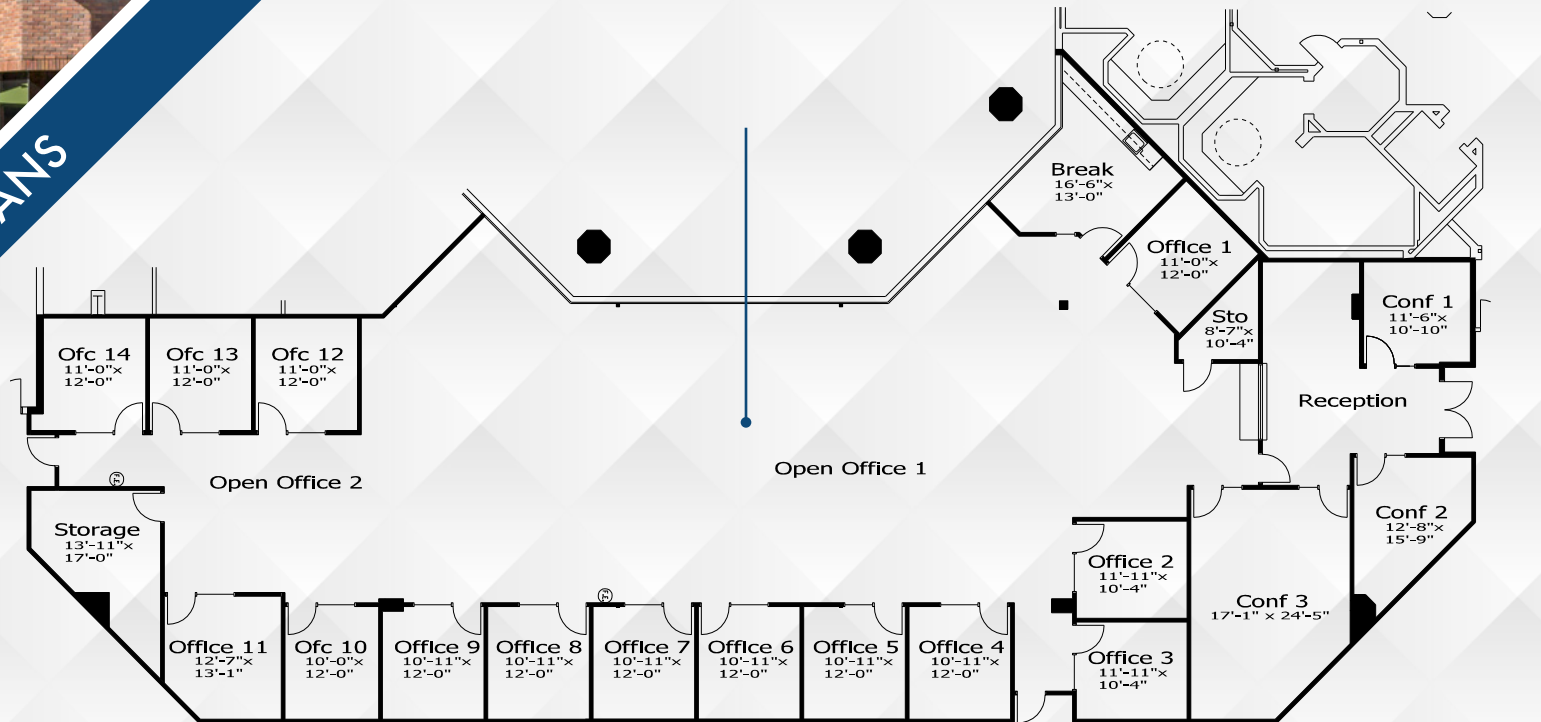 ANS
Break
16'-6"x
13'-0"
Office 1
11'-0"x
12'-0"
Sto
8'-7"x
10'-4"
Conf 1
11'-6"x
10'-10"
Ofc 14
11'-0"x
12'-0"
Ofc 13
11'-0"x
12'-0"
Ofc 12
11'-0"x
12'-0"
Reception
Open Office 2
Open Office 1
Storage
13'-11"x
17'-0"
Conf 2
12'-8"x
15'-9"
Office 2
11'-11"x
10'-4"
Conf 3
17'-1" x 24'-5"
Office 11
12'-7"x
13'-1"
Ofc 10
10'-0"x
12'-0"
Office 9
10'-11"x
12'-0"
Office 8
10'-11"x
12'-0"
Office 7
10'-11"x
12'-0"
Office 6
10'-11"x
12'-0"
Office 5
10'-11"x
12'-0"
Office 4
10'-11"x
12'-0"
Office 3
11'-11"x
10'-4"